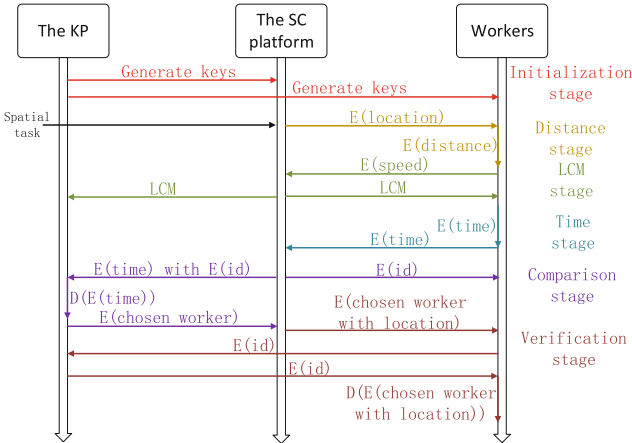 The KP
The SC
platform
Workers
Generate keys
Initialization
stage
Generate keys
Spatial
task
E(location)
Distance
stage
E(distance)
E(speed)
LCM
stage
LCM
LCM
Time
stage
E(time)
E(time)
E(time) with E(id)
E(id)
Comparison
stage
D(E(time))
E(chosen worker)
E(chosen worker
with location)
Verification
stage
E(id)
E(id)
D(E(chosen worker
with location))